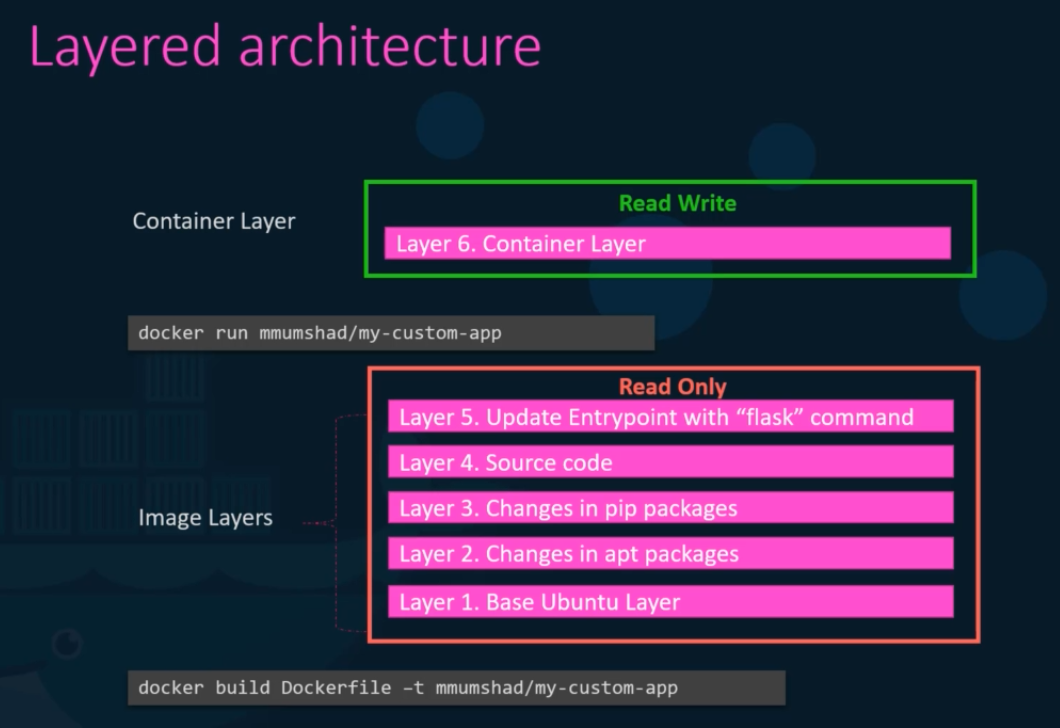 Layered architecture
Read Write
Container Layer
Layer 6. Container Layer
docker run mmumshad/my-custom-app
Read Only
Layer 5. Update Entrypoint with “flask” command
Layer 4. Source code
Layer 3. Changes in pip packages
Image Layers
Layer 2. Changes in apt packages
Layer 1. Base Ubuntu Layer
docker build Dockerfile –t mmumshad/my-custom-app